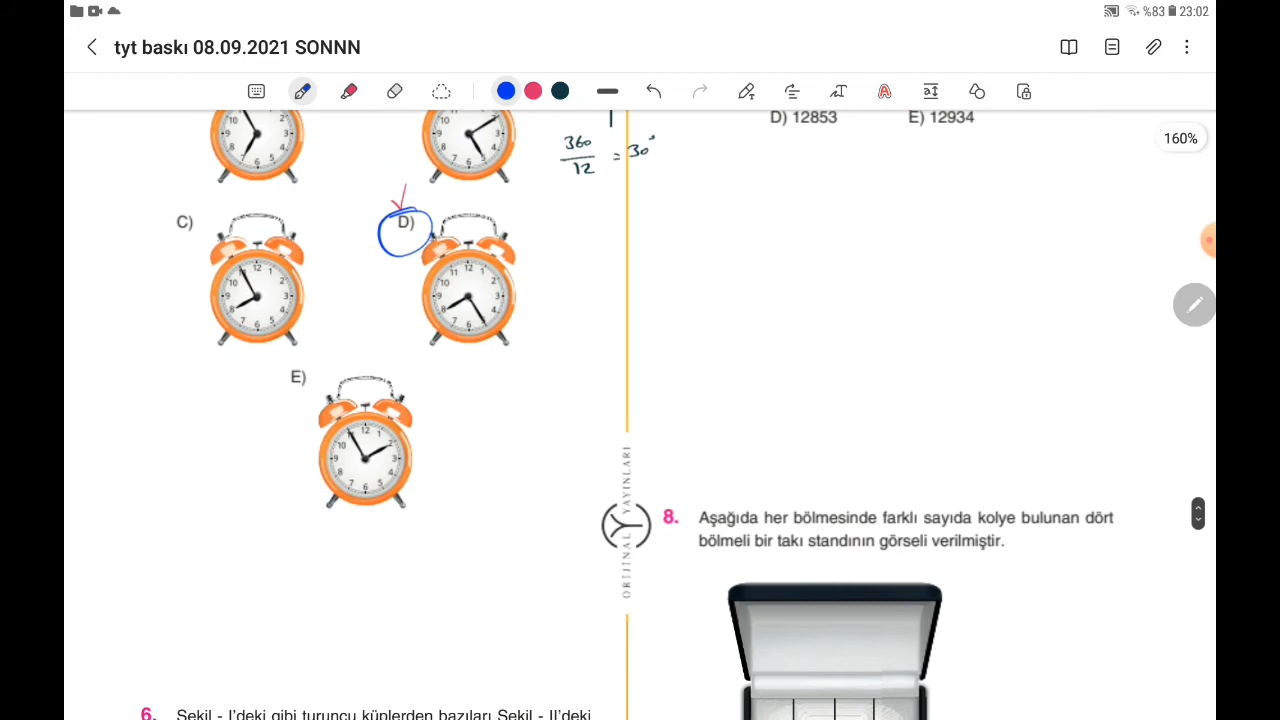 %83 23:02
tyt baskı 08.09.2021 SONNN
160%
D) 12853 E) 12934
360
12
= 30°
C)
D)
E)
ORİJİNAL YAYINLARI
8. Aşağıda her bölmesinde farklı sayıda kolye bulunan dört
bölmeli bir takı standının görseli verilmiştir.
6. Şekil - I'deki gibi turuncu küplerden bazıları Şekil - II'deki